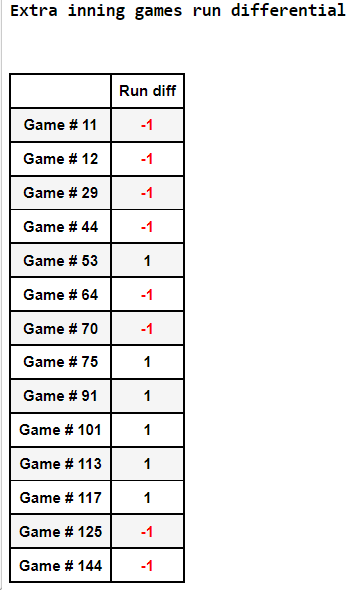 Extra inning games run differential
Run diff
Game # 11 -1
Game # 12 -1
Game # 29 -1
Game # 44 -1
Game # 53 1
Game # 64 -1
Game # 70 -1
Game # 75 1
Game # 91 1
Game # 101 1
Game # 113 1
Game # 117 1
Game # 125 -1
Game # 144 -1